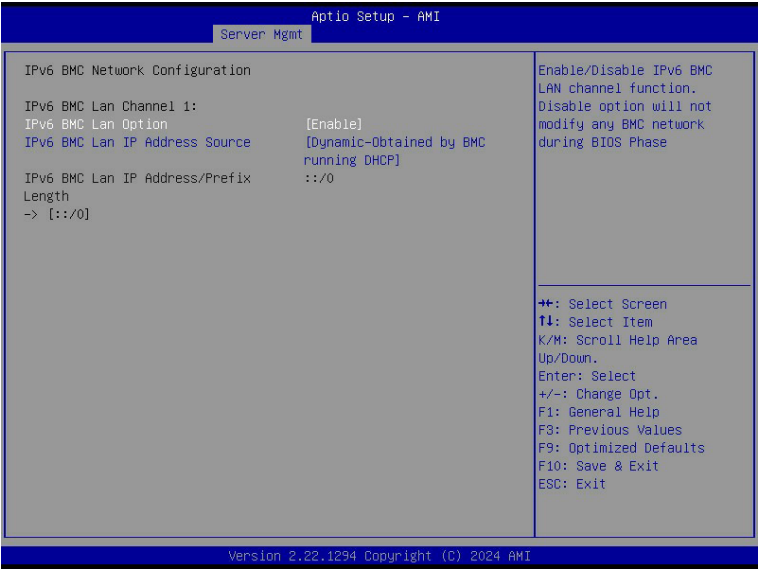 Aptio Setup – AMI
Server Mgmt
IPv6 BMC Network Configuration
IPv6 BMC Lan Channel 1:
IPv6 BMC Lan Option [Enable]
IPv6 BMC Lan IP Address Source [Dynamic-Obtained by BMC
running DHCP]
IPv6 BMC Lan IP Address/Prefix ::/0
Length
-> [::/0]
Enable/Disable IPv6 BMC
LAN channel function.
Disable option will not
modify any BMC network
during BIOS Phase
→←: Select Screen
↑↓: Select Item
K/M: Scroll Help Area
Up/Down.
Enter: Select
+/-: Change Opt.
F1: General Help
F3: Previous Values
F9: Optimized Defaults
F10: Save & Exit
ESC: Exit
Version 2.22.1294 Copyright (C) 2024 AMI